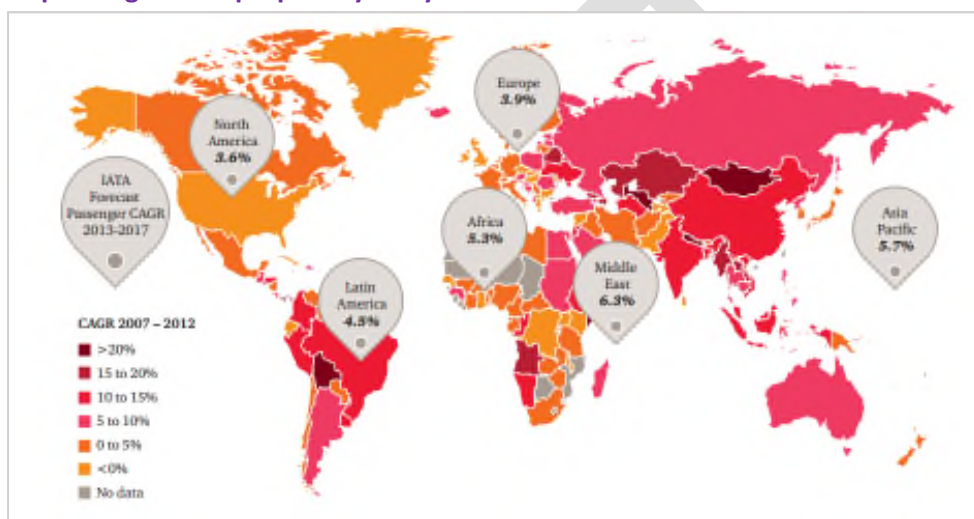 Europe
3.9%
North
America
3.6%
IATA
Forecast
Passenger CAGR
2013-2017
Africa
5.3%
Asia
Pacific
5.7%
Middle
East
6.3%
Latin
America
4.5%
CAGR 2007 – 2012
>20%
15 to 20%
10 to 15%
5 to 10%
0 to 5%
<0%
No data